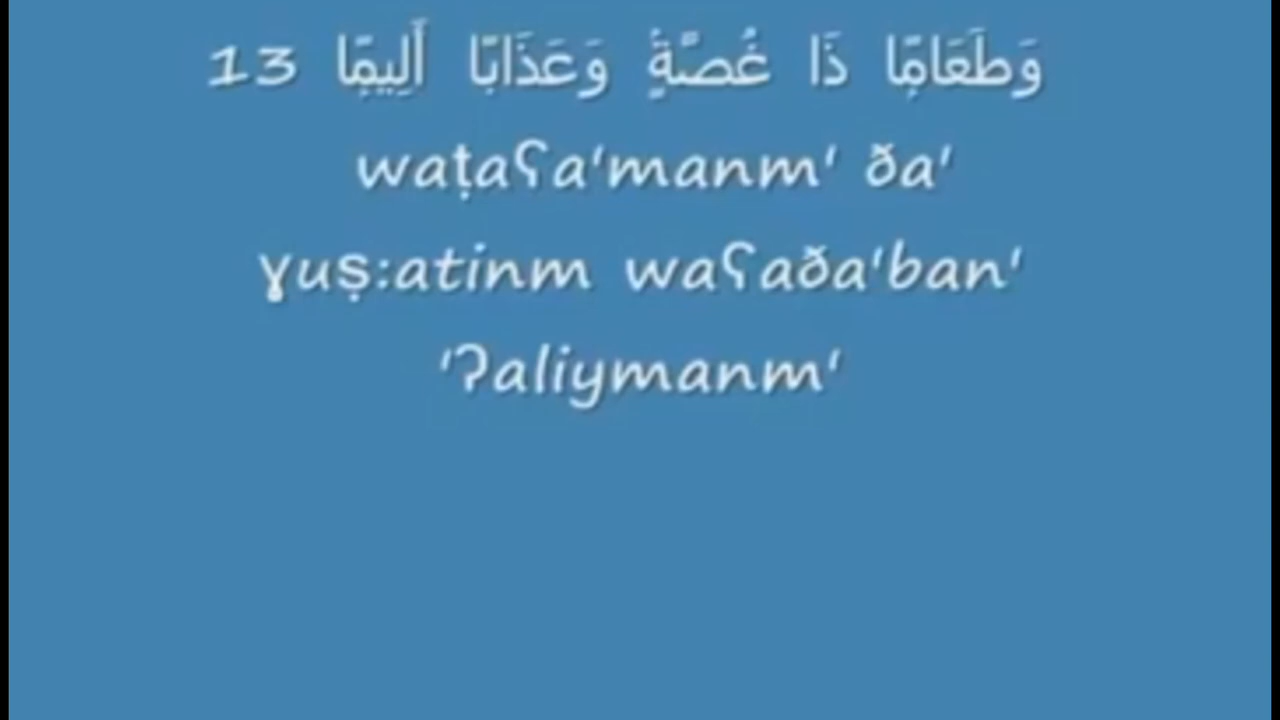 وَطَعَامًا ذَا غُصَّةٍ وَعَذَابًا أَلِيمًا 13
waṭaʕa'manm' ða'
ɣuṣ:atinm waʕaða'ban'
'ʔaliymanm'